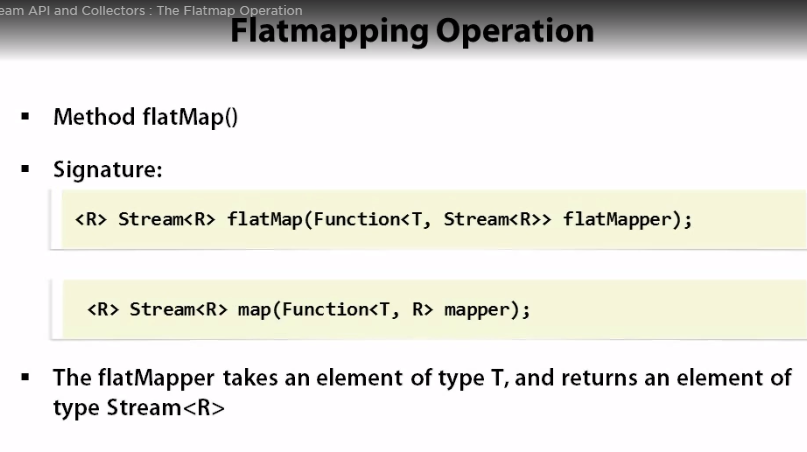 eam API and Collectors : The Flatmap Operation
Flatmapping Operation
▪ Method flatMap()
▪ Signature:
<R> Stream<R> flatMap(Function<T, Stream<R>> flatMapper);
<R> Stream<R> map(Function<T, R> mapper);
▪ The flatMapper takes an element of type T, and returns an element of
type Stream<R>